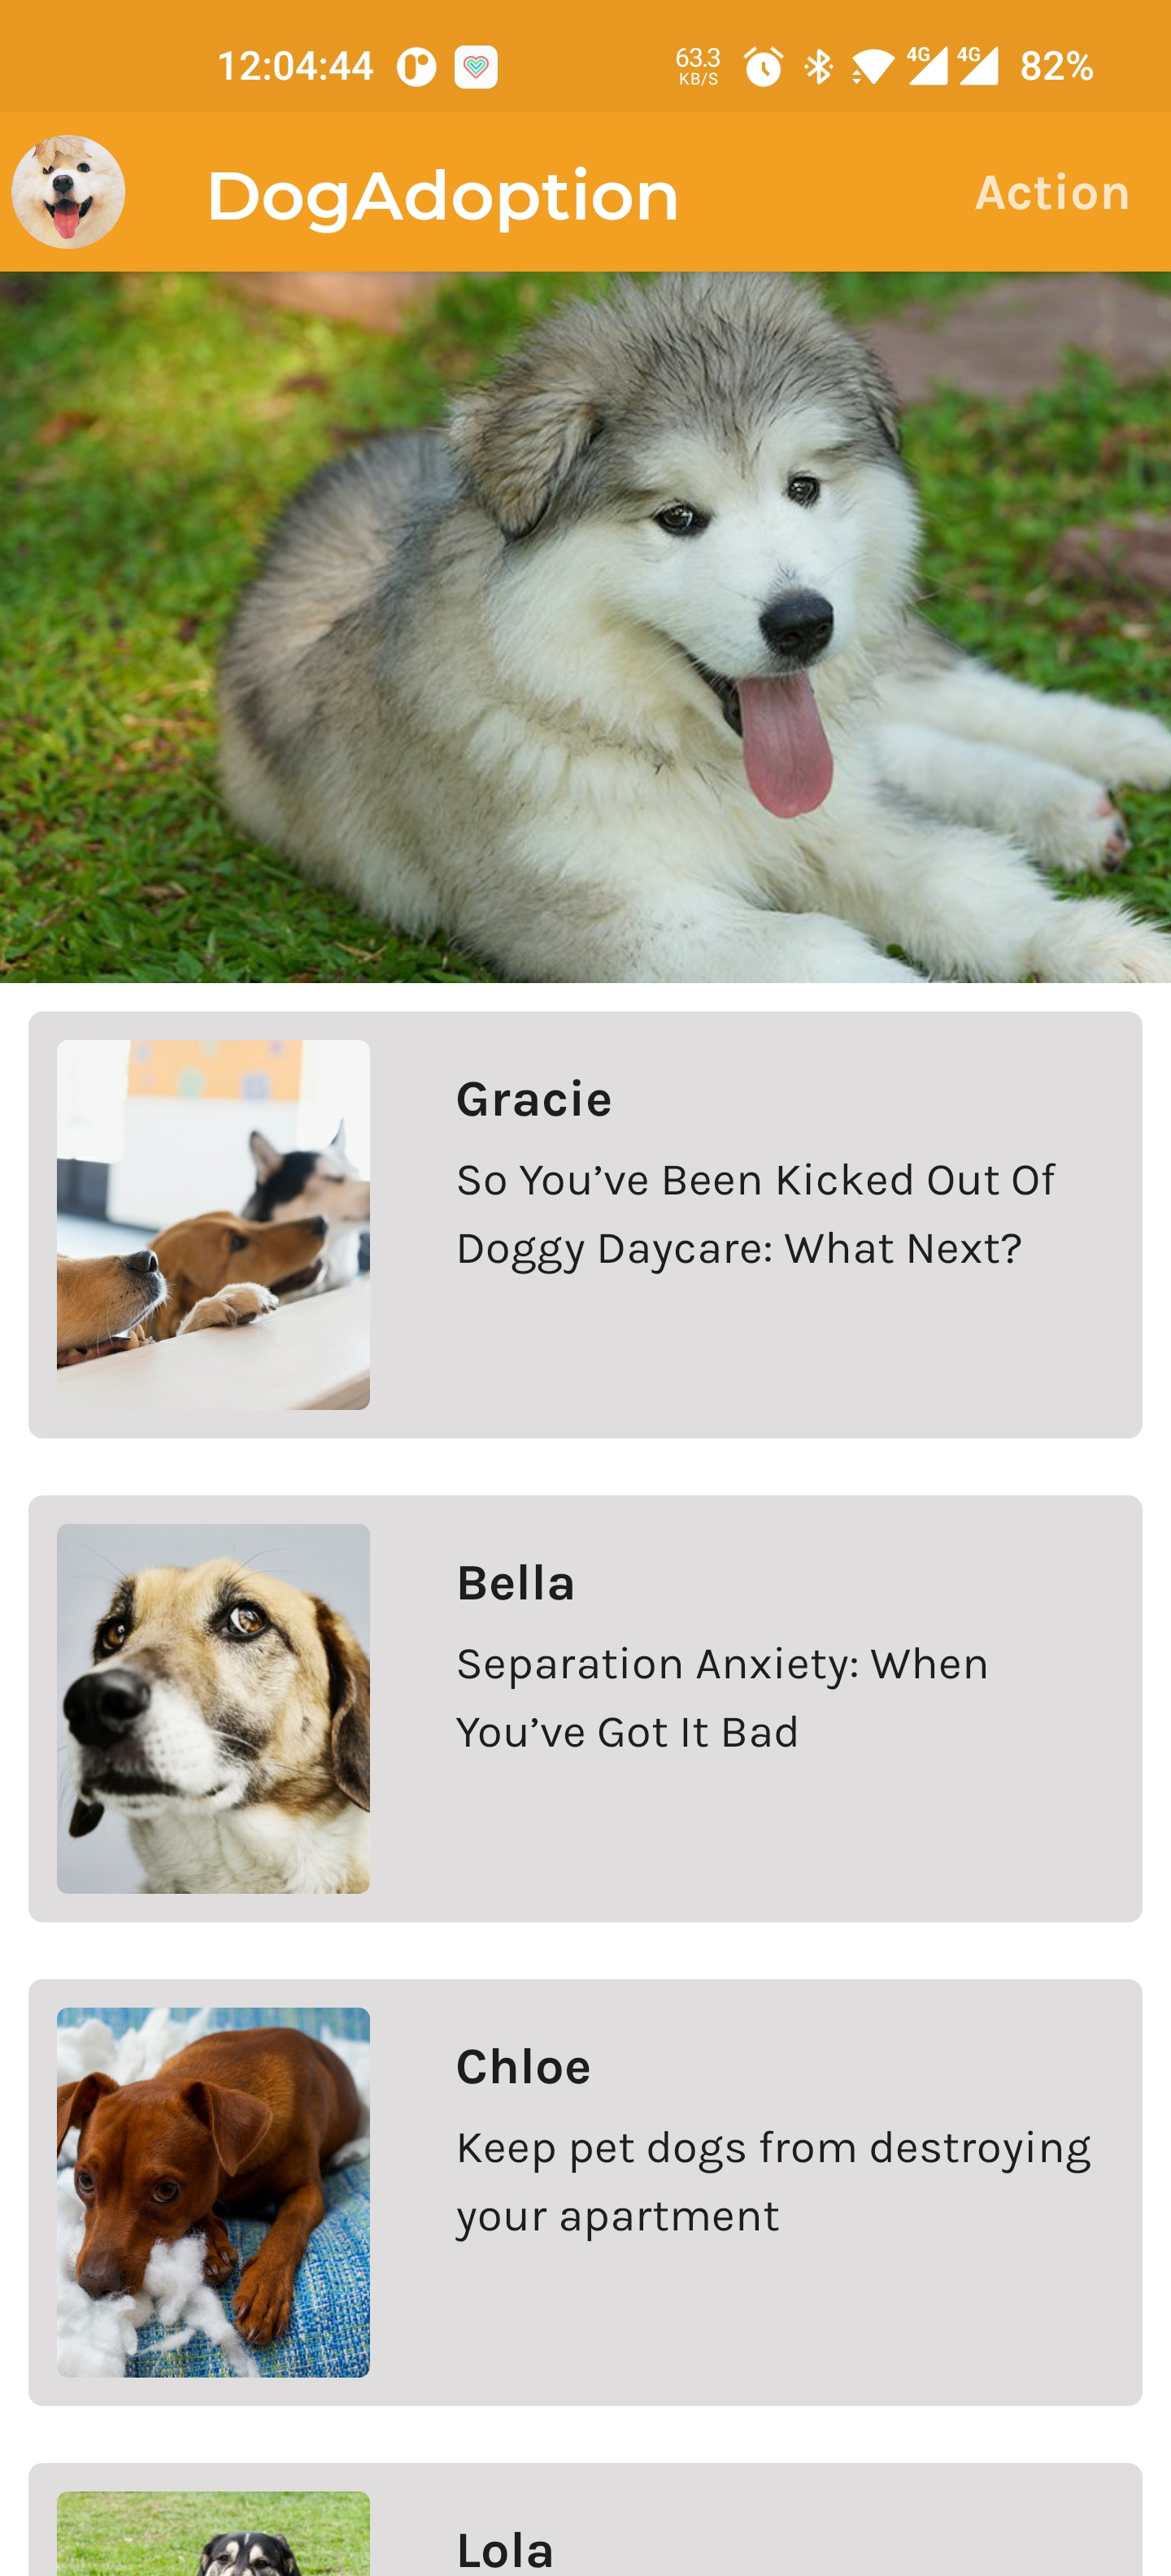 12:04:44
63.3
KB/S
4G 4G 82%
DogAdoption
Action
Gracie
So You’ve Been Kicked Out Of
Doggy Daycare: What Next?
Bella
Separation Anxiety: When
You’ve Got It Bad
Chloe
Keep pet dogs from destroying
your apartment
Lola